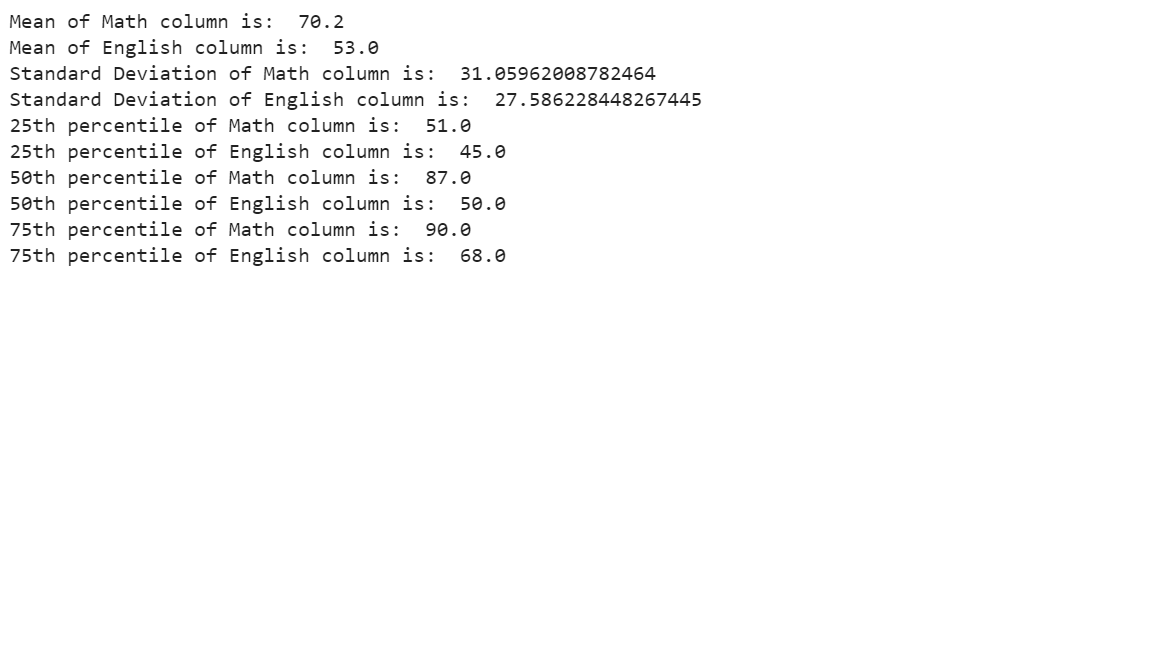 Mean of Math column is:  70.2
Mean of English column is:  53.0
Standard Deviation of Math column is:  31.05962008782464
Standard Deviation of English column is:  27.586228448267445
25th percentile of Math column is:  51.0
25th percentile of English column is:  45.0
50th percentile of Math column is:  87.0
50th percentile of English column is:  50.0
75th percentile of Math column is:  90.0
75th percentile of English column is:  68.0